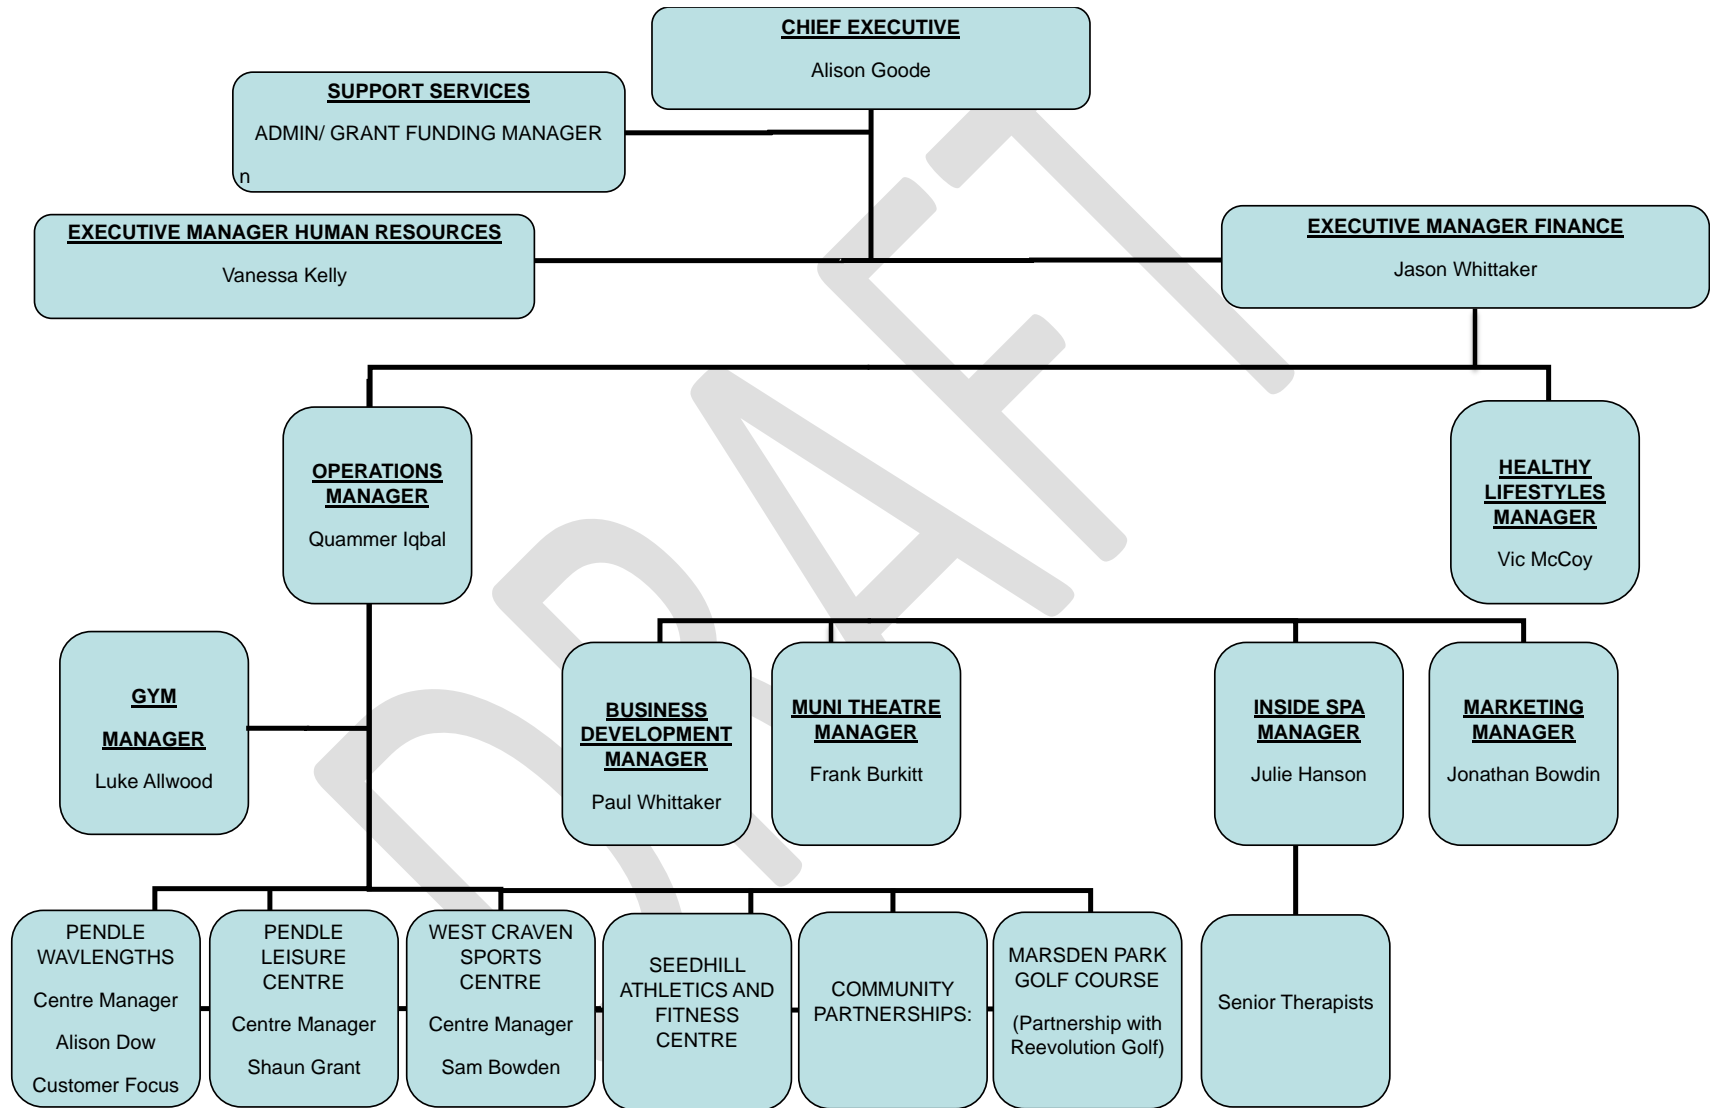 CHIEF EXECUTIVE
Alison Goode
SUPPORT SERVICES
ADMIN/ GRANT FUNDING MANAGER
n
EXECUTIVE MANAGER HUMAN RESOURCES
Vanessa Kelly
EXECUTIVE MANAGER FINANCE
Jason Whittaker
OPERATIONS
MANAGER
Quammer Iqbal
HEALTHY
LIFESTYLES
MANAGER
Vic McCoy
GYM
MANAGER
Luke Allwood
BUSINESS
DEVELOPMENT
MANAGER
Paul Whittaker
MUNI THEATRE
MANAGER
Frank Burkitt
INSIDE SPA
MANAGER
Julie Hanson
MARKETING
MANAGER
Jonathan Bowdin
PENDLE
WAVLENGTHS
Centre Manager
Alison Dow
Customer Focus
PENDLE
LEISURE
CENTRE
Centre Manager
Shaun Grant
WEST CRAVEN
SPORTS
CENTRE
Centre Manager
Sam Bowden
SEEDHILL
ATHLETICS AND
FITNESS
CENTRE
COMMUNITY
PARTNERSHIPS:
MARSDEN PARK
GOLF COURSE
(Partnership with
Reevolution Golf)
Senior Therapists
DRAFT